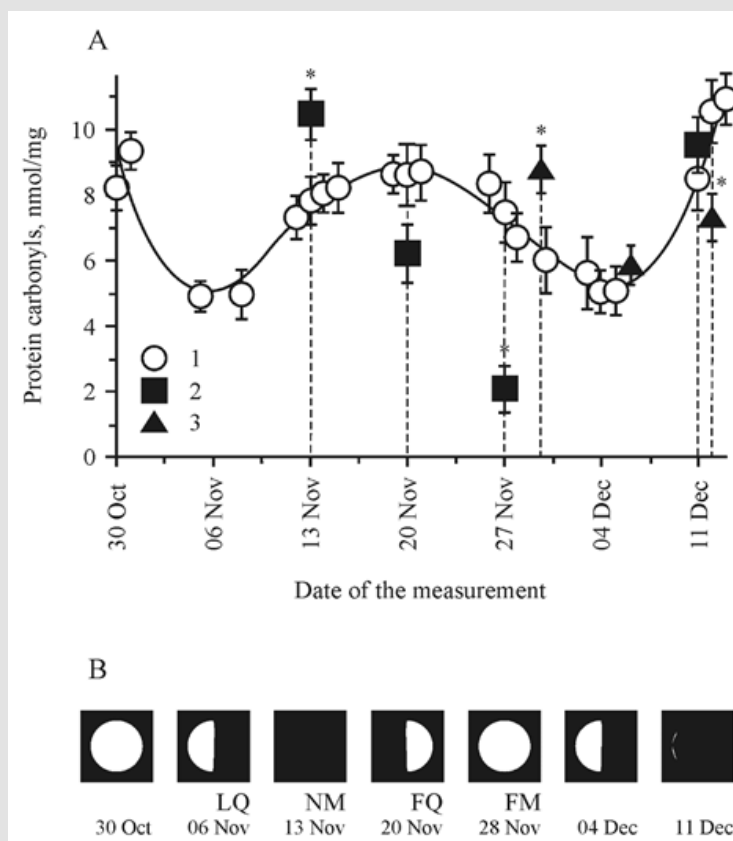 A
Protein carbonyls, nmol/mg
10
8
6
4
2
0
*
*
*
*
1
2
3
30 Oct
06 Nov
13 Nov
20 Nov
27 Nov
04 Dec
11 Dec
Date of the measurement
B
LQ NM FQ FM
30 Oct 06 Nov 13 Nov 20 Nov 28 Nov 04 Dec 11 Dec